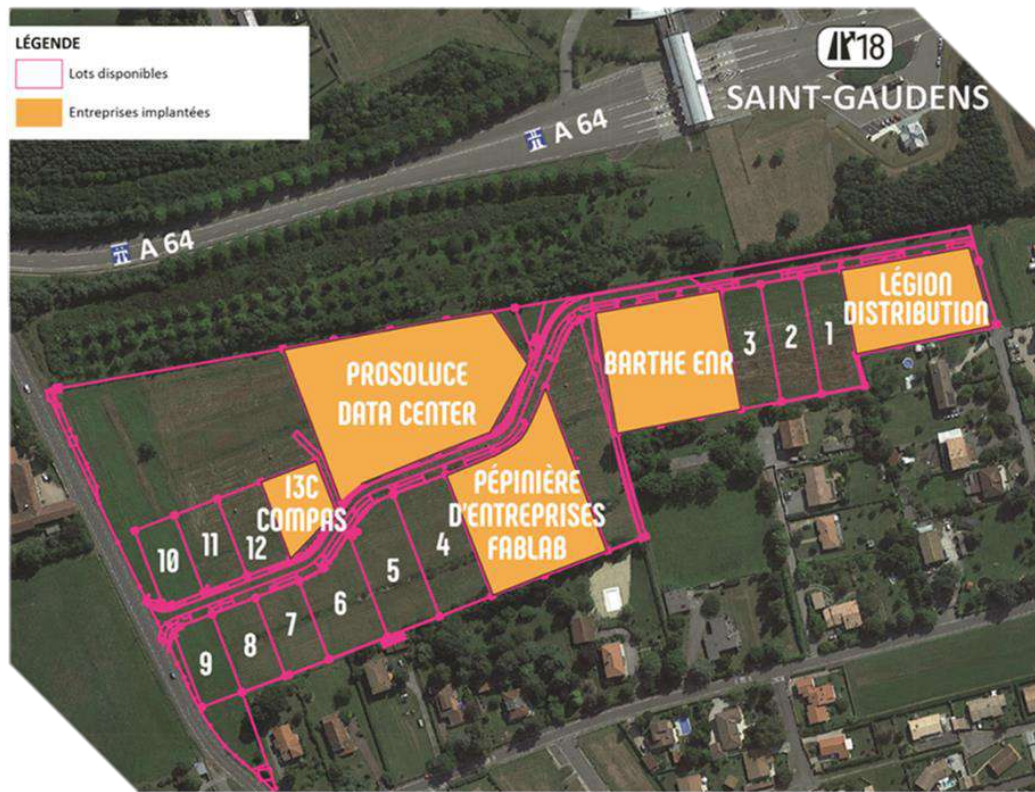 LÉGENDE
Lots disponibles
Entreprises implantées
18
SAINT-GAUDENS
A 64
A 64
LÉGION
DISTRIBUTION
BARTHE ENR
3
2
1
PROSOLUCE
DATA CENTER
I3C
COMPAS
PÉPINIÈRE
D'ENTREPRISES
FABLAB
10
11
12
4
5
6
7
8
9